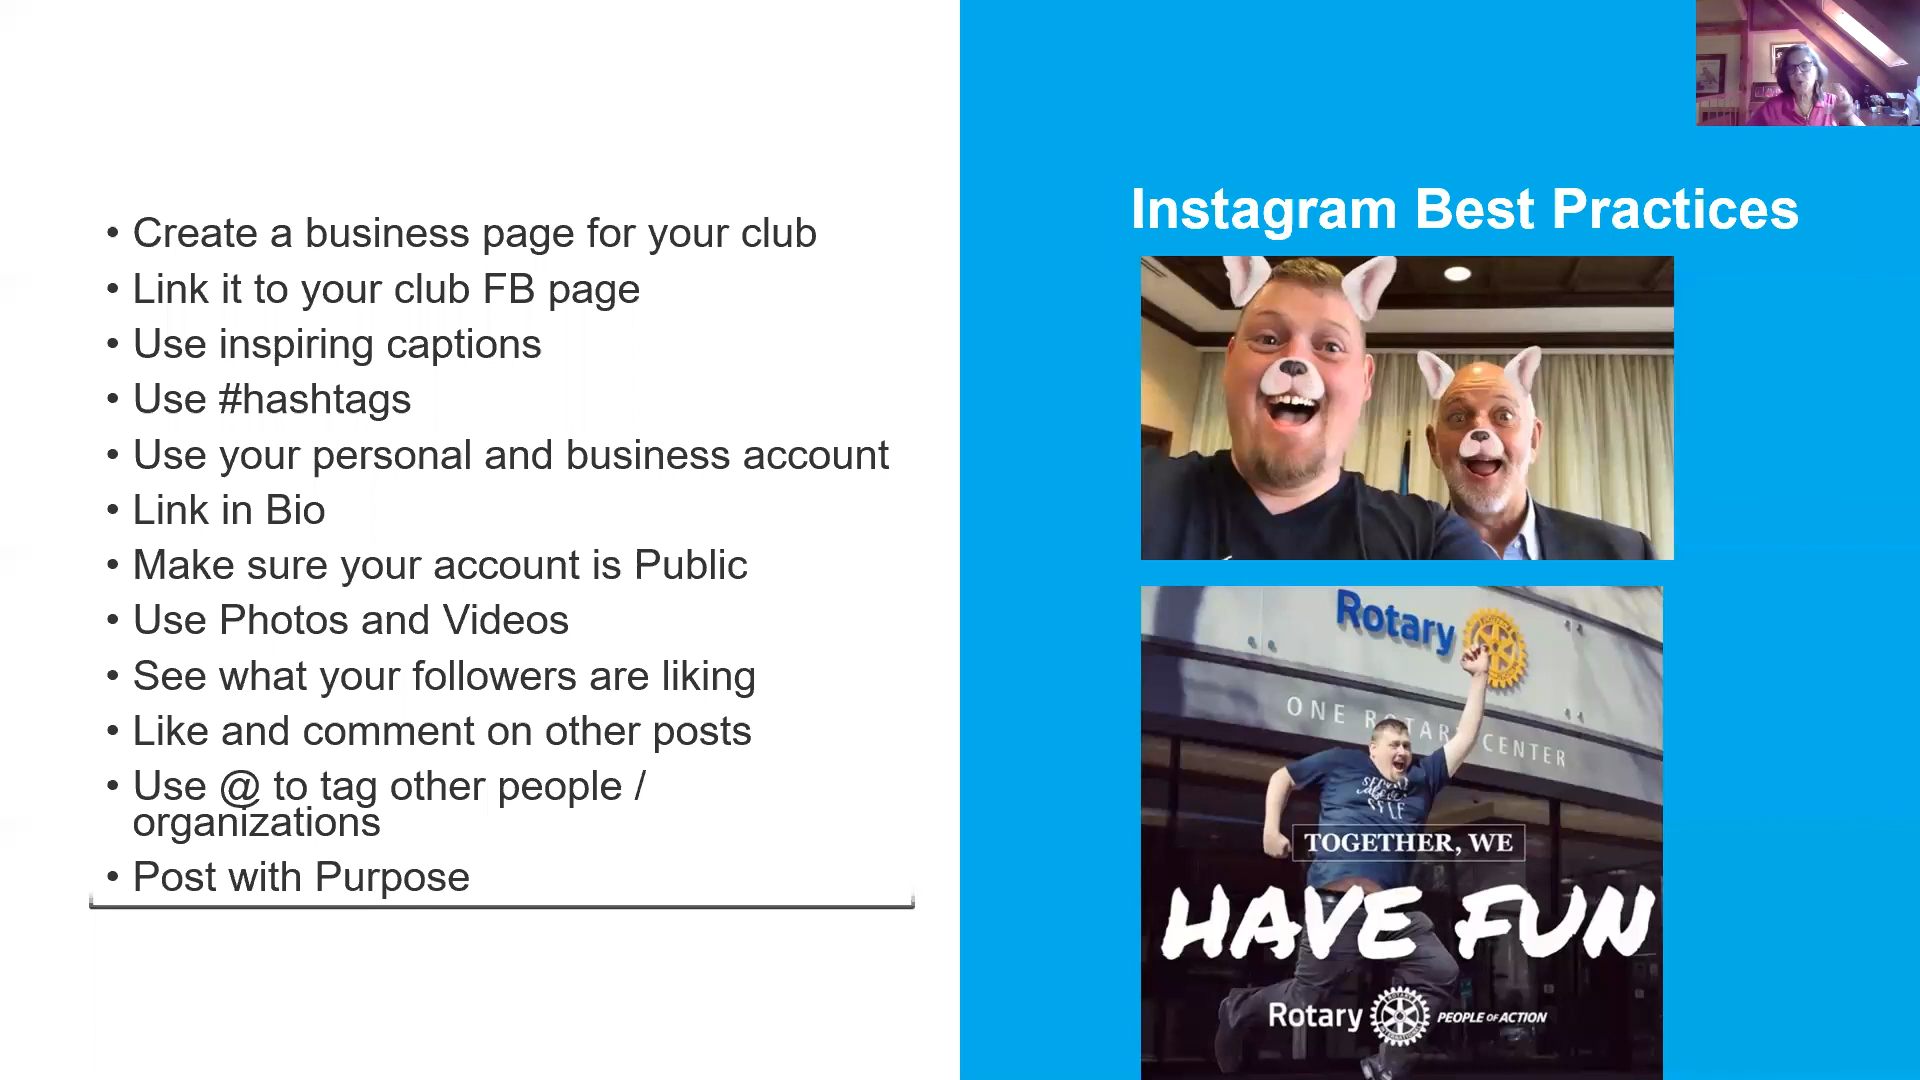 • Create a business page for your club
• Link it to your club FB page
• Use inspiring captions
• Use #hashtags
• Use your personal and business account
• Link in Bio
• Make sure your account is Public
• Use Photos and Videos
• See what your followers are liking
• Like and comment on other posts
• Use @ to tag other people /
organizations
• Post with Purpose
Instagram Best Practices
Rotary
ONE ROTARY CENTER
SELF
TOGETHER, WE
HAVE FUN
Rotary
PEOPLE OF ACTION